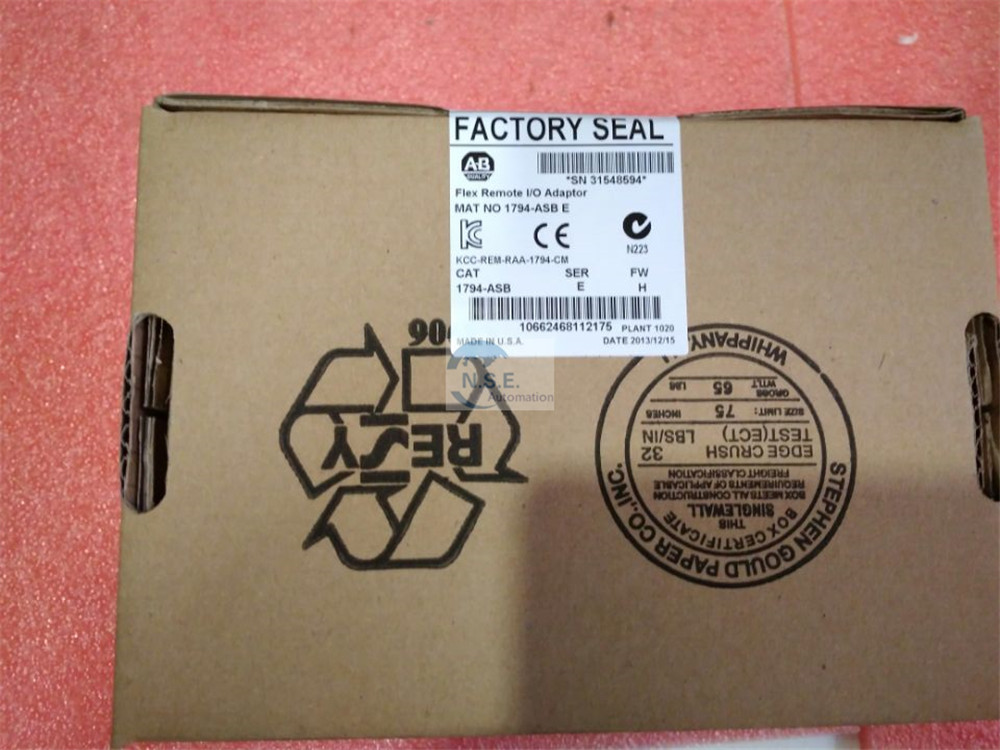 FACTORY SEAL
A-B
QUALITY
*SN 31548594*
Flex Remote I/O Adaptor
MAT NO 1794-ASB E
N223
KCC-REM-RAA-1794-CM
CAT SER FW
1794-ASB E H
10662468112175 PLANT 1020
MADE IN U.S.A. DATE 2013/12/15
N.S.E.
Automation
RESY
STEPHEN GOULD PAPER CO., INC.
WHIPPANY,
BOX CERTIFICATE
THIS
SINGLEWALL
BOX MEETS ALL CONSTRUCTION
REQUIREMENTS OF APPLICABLE
FREIGHT CLASSIFICATION
EDGE CRUSH
TEST(ECT) 32 LBS/IN
SIZE LIMIT: 75 INCHES
GROSS
WT.LT 65 LBS